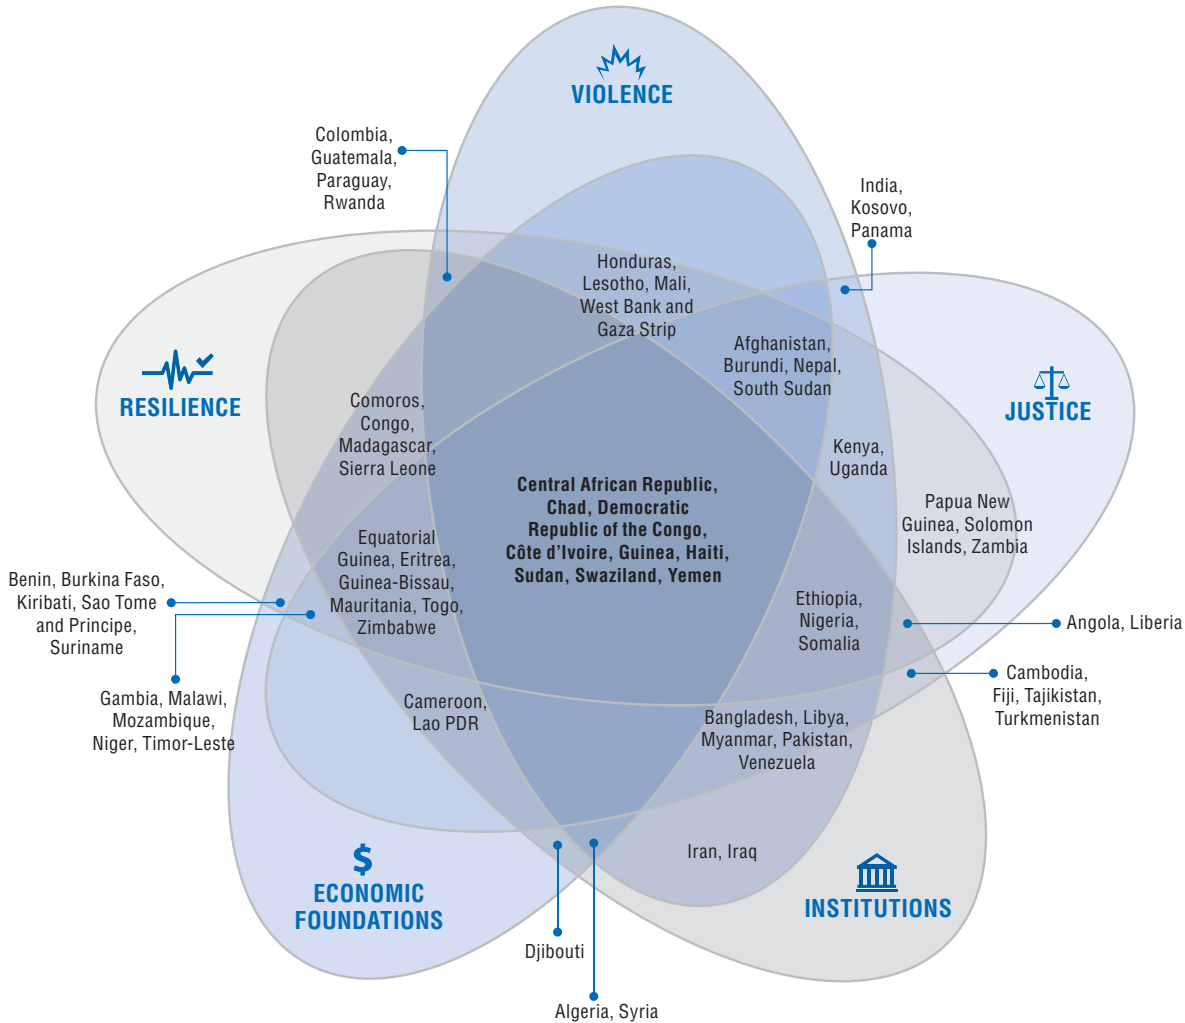 VIOLENCE
Colombia,
Guatemala,
Paraguay,
Rwanda
India,
Kosovo,
Panama
Honduras,
Lesotho, Mali,
West Bank and
Gaza Strip
Afghanistan,
Burundi, Nepal,
South Sudan
RESILIENCE
JUSTICE
Comoros,
Congo,
Madagascar,
Sierra Leone
Kenya,
Uganda
Central African Republic,
Chad, Democratic
Republic of the Congo,
Côte d’Ivoire, Guinea, Haiti,
Sudan, Swaziland, Yemen
Papua New
Guinea, Solomon
Islands, Zambia
Equatorial
Guinea, Eritrea,
Guinea-Bissau,
Mauritania, Togo,
Zimbabwe
Benin, Burkina Faso,
Kiribati, Sao Tome
and Principe,
Suriname
Ethiopia,
Nigeria,
Somalia
Angola, Liberia
Gambia, Malawi,
Mozambique,
Niger, Timor-Leste
Cameroon,
Lao PDR
Bangladesh, Libya,
Myanmar, Pakistan,
Venezuela
Cambodia,
Fiji, Tajikistan,
Turkmenistan
Iran, Iraq
$
ECONOMIC
FOUNDATIONS
INSTITUTIONS
Djibouti
Algeria, Syria